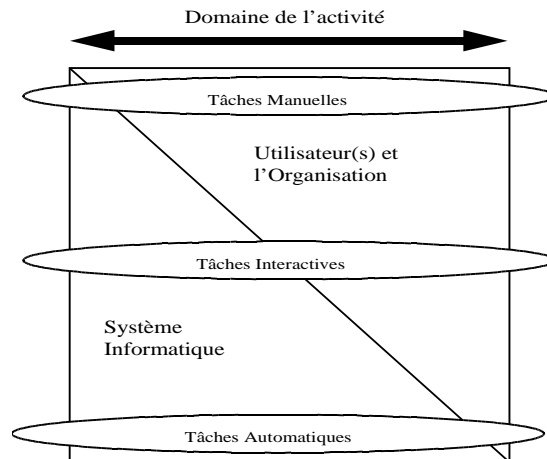 Domaine de l’activité
Tâches Manuelles
Utilisateur(s) et
l’Organisation
Tâches Interactives
Système
Informatique
Tâches Automatiques